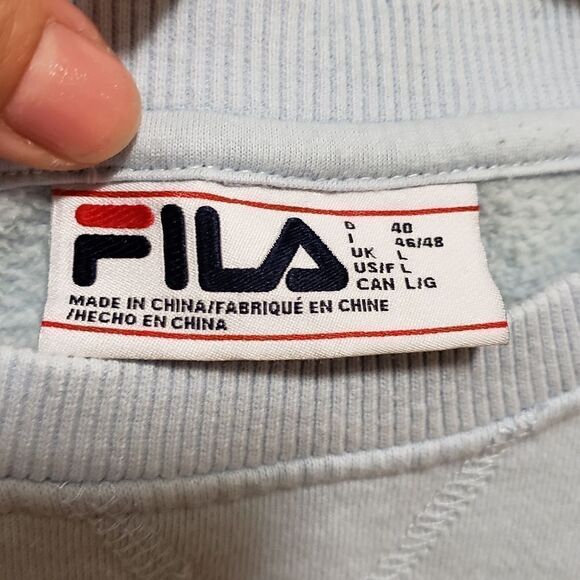 FILA
D 40
I 46/48
UK L
US/F L
CAN L/G
MADE IN CHINA/FABRIQUÉ EN CHINE
/HECHO EN CHINA